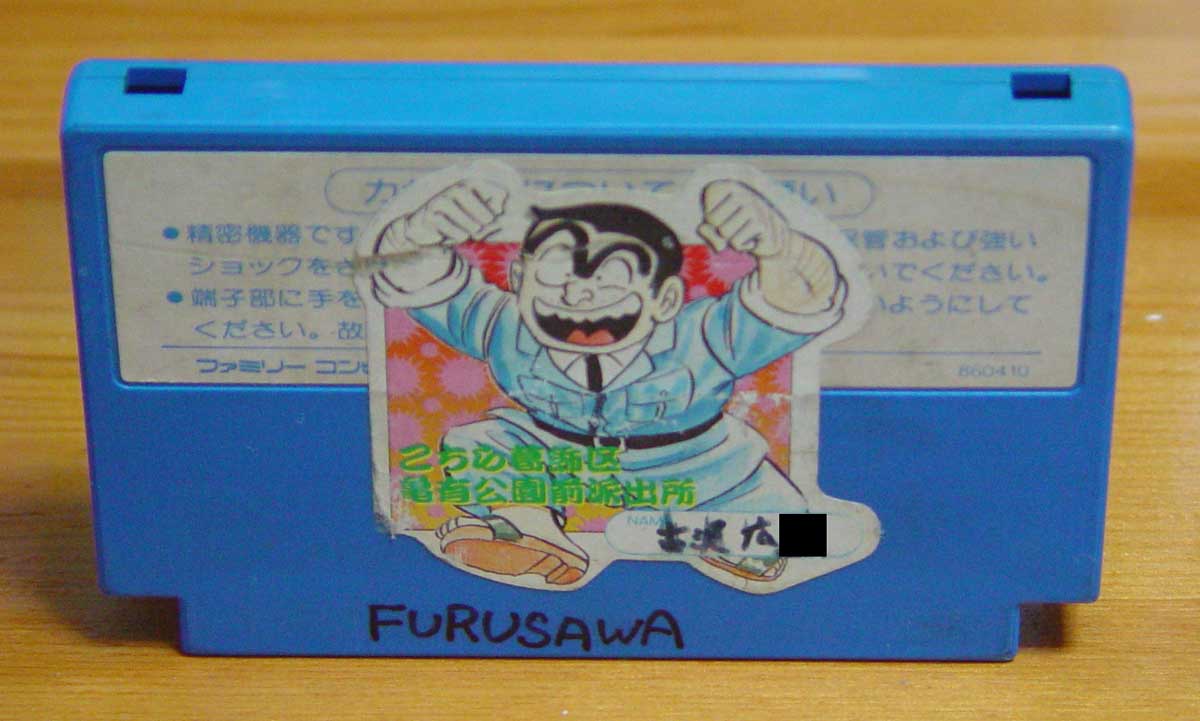 カ　ついて　い
●精密機器です　保管および強い
ショックをさ　いでください。
●端子部に手を　いようにして
ください。故
ファミリー コンピ
860410
こちら葛飾区
亀有公園前派出所
NAME 古沢 広
FURUSAWA